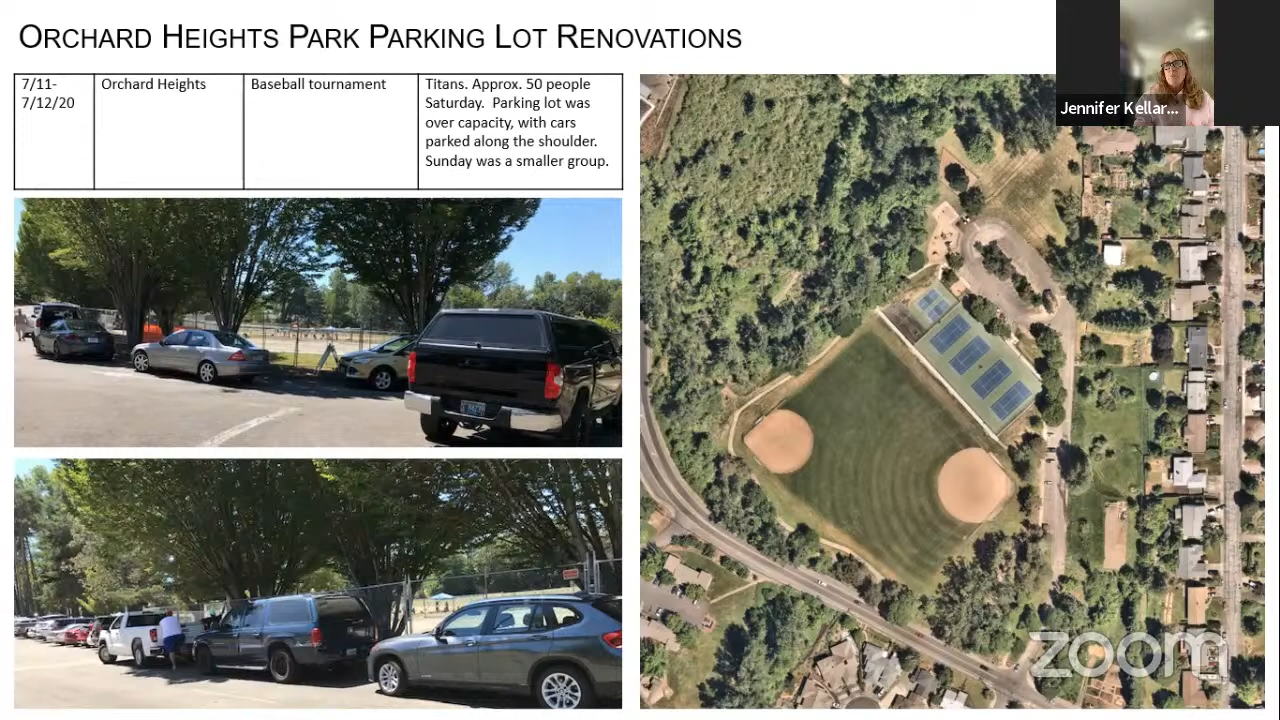 ORCHARD HEIGHTS PARK PARKING LOT RENOVATIONS
7/11-
7/12/20
Orchard Heights
Baseball tournament
Titans. Approx. 50 people
Saturday. Parking lot was
over capacity, with cars
parked along the shoulder.
Sunday was a smaller group.
Jennifer Kellar...
zoom